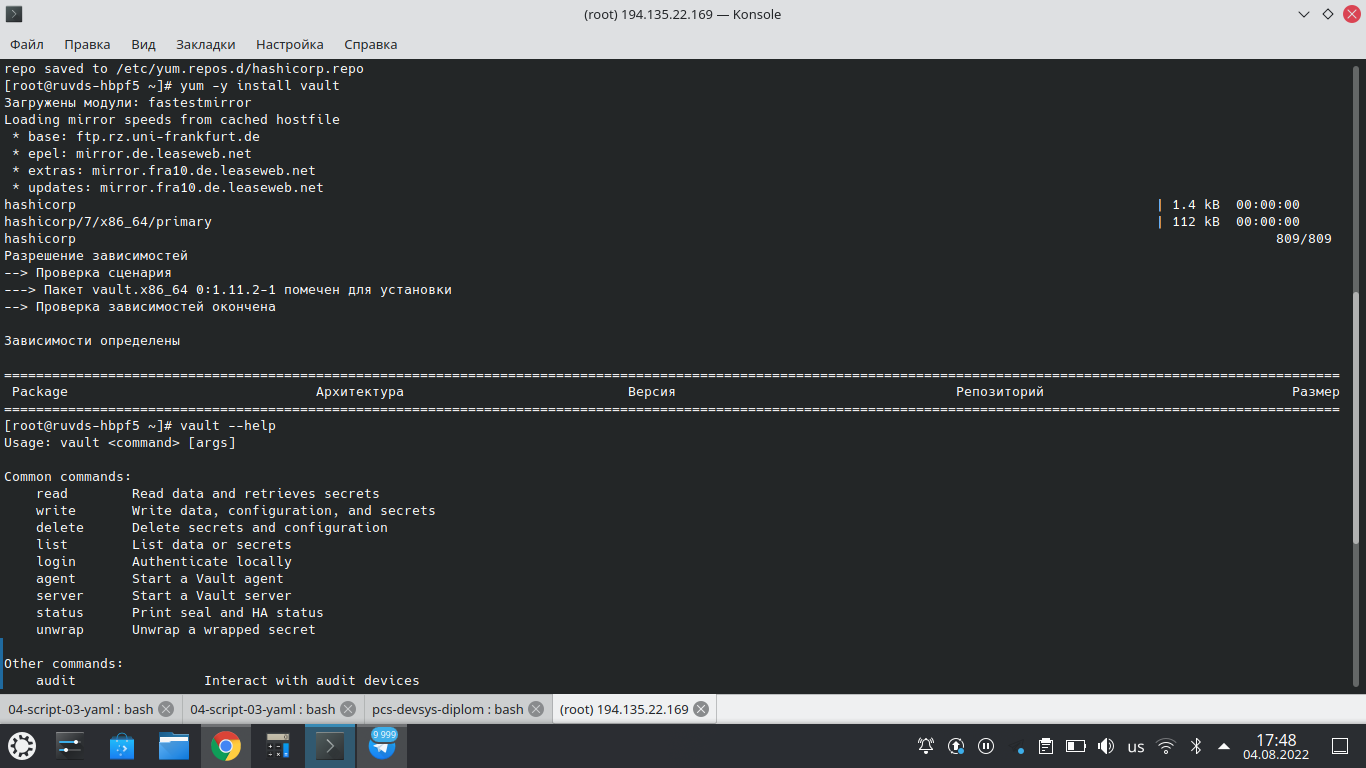 (root) 194.135.22.169 — Konsole
Файл Правка Вид Закладки Настройка Справка
repo saved to /etc/yum.repos.d/hashicorp.repo
[root@ruvds-hbpf5 ~]# yum -y install vault
Загружены модули: fastestmirror
Loading mirror speeds from cached hostfile
 * base: ftp.rz.uni-frankfurt.de
 * epel: mirror.de.leaseweb.net
 * extras: mirror.fra10.de.leaseweb.net
 * updates: mirror.fra10.de.leaseweb.net
hashicorp | 1.4 kB 00:00:00
hashicorp/7/x86_64/primary | 112 kB 00:00:00
hashicorp 809/809
Разрешение зависимостей
--> Проверка сценария
---> Пакет vault.x86_64 0:1.11.2-1 помечен для установки
--> Проверка зависимостей окончена
Зависимости определены
================================================================================
Package Архитектура Версия Репозиторий Размер
================================================================================
[root@ruvds-hbpf5 ~]# vault --help
Usage: vault <command> [args]
Common commands:
read Read data and retrieves secrets
write Write data, configuration, and secrets
delete Delete secrets and configuration
list List data or secrets
login Authenticate locally
agent Start a Vault agent
server Start a Vault server
status Print seal and HA status
unwrap Unwrap a wrapped secret
Other commands:
audit Interact with audit devices
04-script-03-yaml : bash 04-script-03-yaml : bash pcs-devsys-diplom : bash (root) 194.135.22.169
9 999
us
17:48
04.08.2022